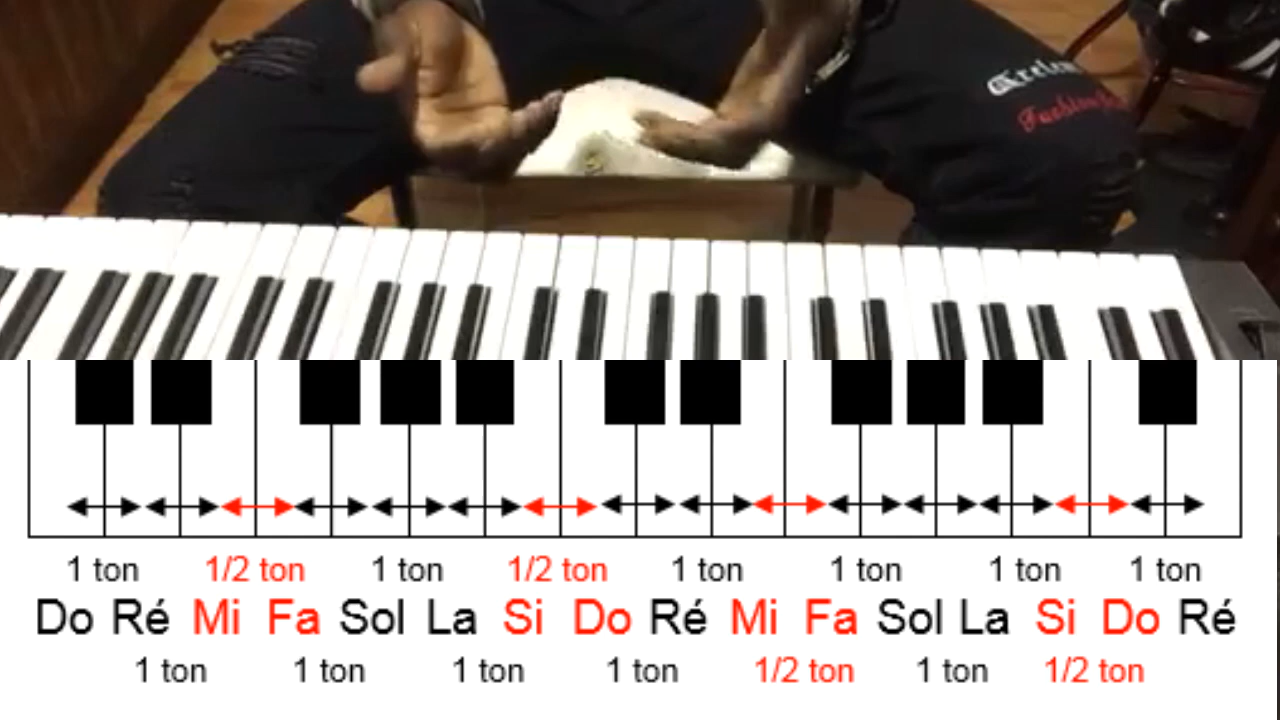 1 ton 1/2 ton 1 ton 1/2 ton 1 ton 1 ton 1 ton 1 ton
Do Ré Mi Fa Sol La Si Do Ré Mi Fa Sol La Si Do Ré
1 ton 1 ton 1 ton 1 ton 1/2 ton 1 ton 1/2 ton